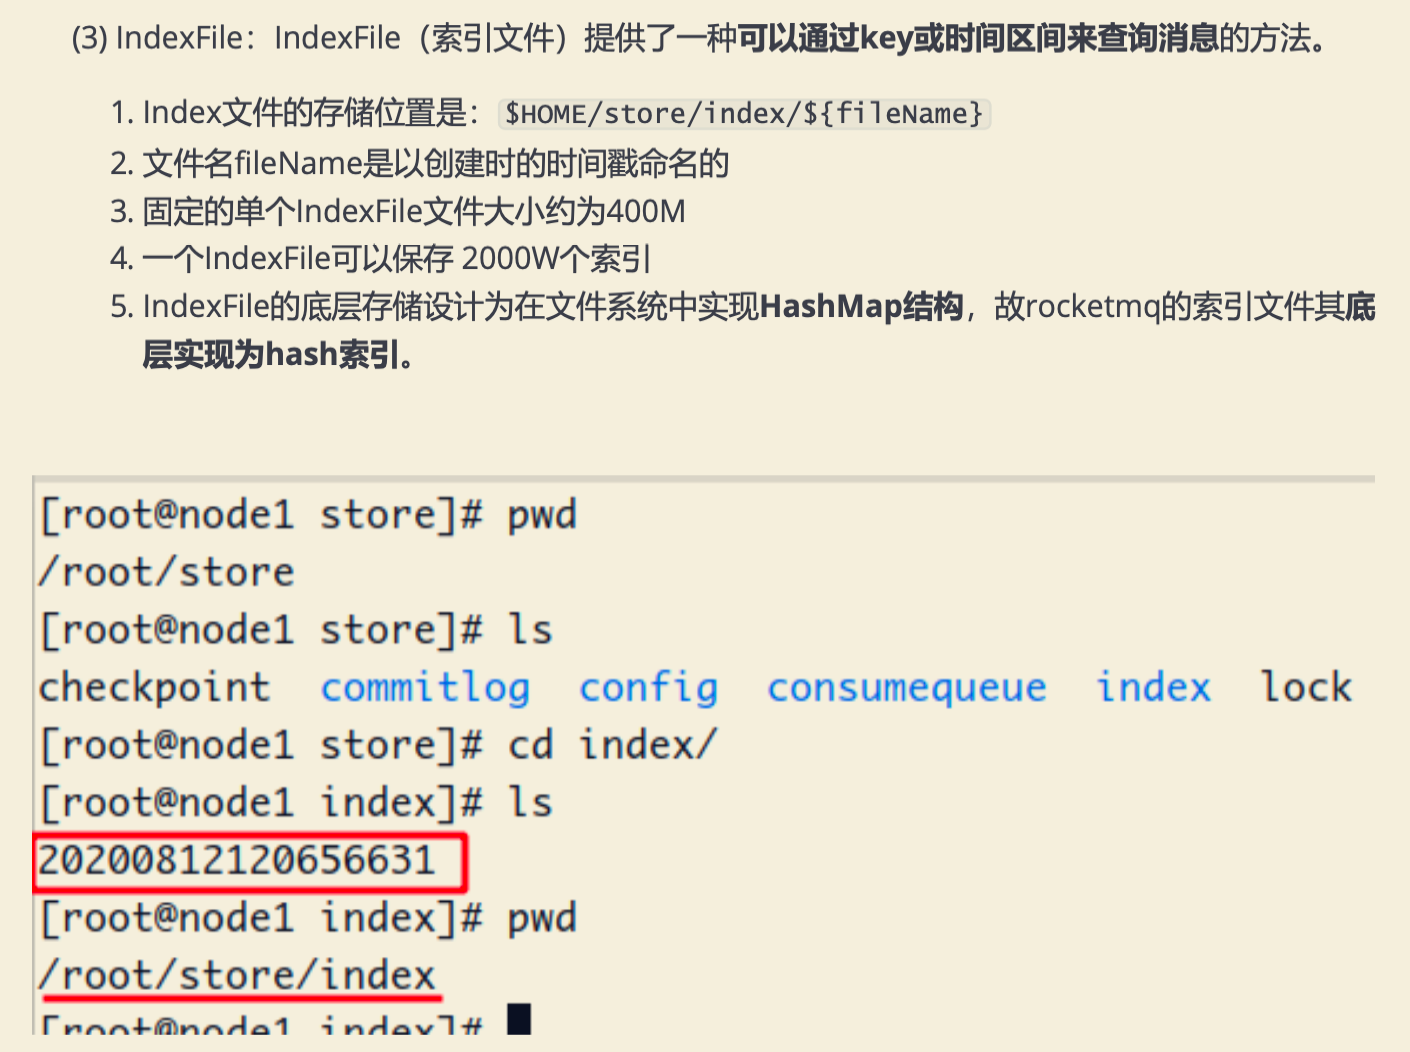 (3) IndexFile：IndexFile（索引文件）提供了一种可以通过key或时间区间来查询消息的方法。
1. Index文件的存储位置是：$HOME/store/index/${fileName}
2. 文件名fileName是以创建时的时间戳命名的
3. 固定的单个IndexFile文件大小约为400M
4. 一个IndexFile可以保存 2000W个索引
5. IndexFile的底层存储设计为在文件系统中实现HashMap结构，故rocketmq的索引文件其底
层实现为hash索引。
[root@node1 store]# pwd
/root/store
[root@node1 store]# ls
checkpoint commitlog config consumequeue index lock
[root@node1 store]# cd index/
[root@node1 index]# ls
20200812120656631
[root@node1 index]# pwd
/root/store/index
[root@node1 index]#